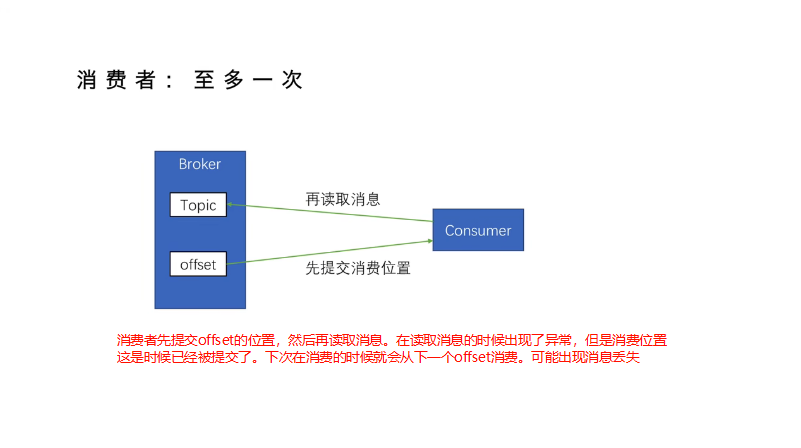 消费者： 至多一次
Broker
Topic
再读取消息
Consumer
offset
先提交消费位置
消费者先提交offset的位置，然后再读取消息。在读取消息的时候出现了异常，但是消费位置
这是时候已经被提交了。下次在消费的时候就会从下一个offset消费。可能出现消息丢失